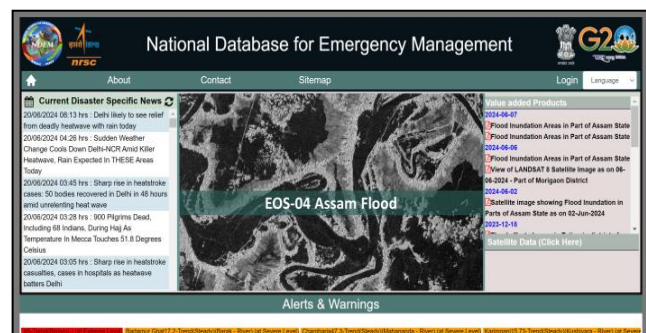 NDEM
nrsc
National Database for Emergency Management
G20
About Contact Sitemap Login Language
Current Disaster Specific News
20/06/2024 08:13 hrs : Delhi likely to see relief
from deadly heatwave with rain today
20/06/2024 04:26 hrs : Sudden Weather
Change Cools Down Delhi-NCR Amid Killer
Heatwave, Rain Expected In THESE Areas
Today
20/06/2024 03:45 hrs : Sharp rise in heatstroke
cases: 50 bodies recovered in Delhi in 48 hours
amid unrelenting heat wave
20/06/2024 03:28 hrs : 900 Pilgrims Dead,
Including 68 Indians, During Hajj As
Temperature In Mecca Touches 51.8 Degrees
Celsius
20/06/2024 03:05 hrs : Sharp rise in heatstroke
casualties, cases in hospitals as heatwave
batters Delhi
EOS-04 Assam Flood
Value added Products
2024-06-07
Flood Inundation Areas in Part of Assam State
Flood Inundation Areas in Part of Assam State
2024-06-06
Flood Inundation Areas in Part of Assam State
View of LANDSAT 8 Satellite image as on 06-
06-2024 - Part of Morigaon District
2024-06-02
Satellite image showing Flood Inundation in
Parts of Assam State as on 02-Jun-2024
2023-12-16
Satellite Data (Click Here)
Alerts & Warnings